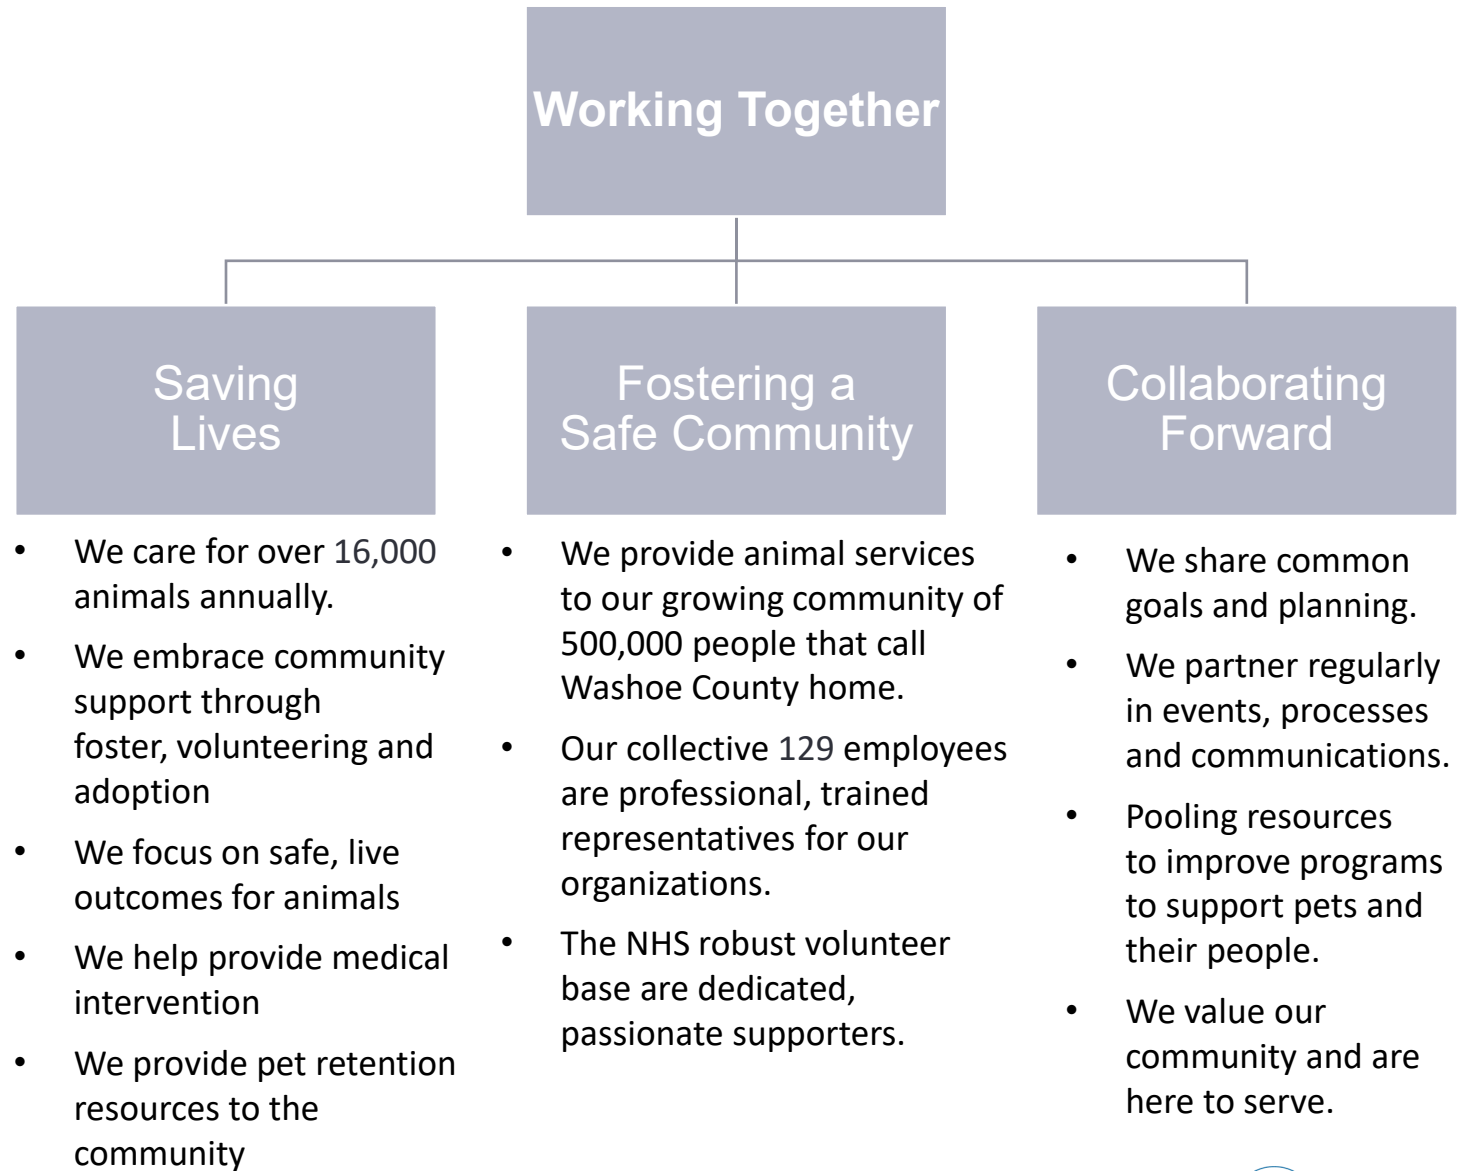 Working Together
Saving
Lives
Fostering a
Safe Community
Collaborating
Forward
• We care for over 16,000
animals annually.
• We embrace community
support through
foster, volunteering and
adoption
• We focus on safe, live
outcomes for animals
• We help provide medical
intervention
• We provide pet retention
resources to the
community
• We provide animal services
to our growing community of
500,000 people that call
Washoe County home.
• Our collective 129 employees
are professional, trained
representatives for our
organizations.
• The NHS robust volunteer
base are dedicated,
passionate supporters.
• We share common
goals and planning.
• We partner regularly
in events, processes
and communications.
• Pooling resources
to improve programs
to support pets and
their people.
• We value our
community and are
here to serve.